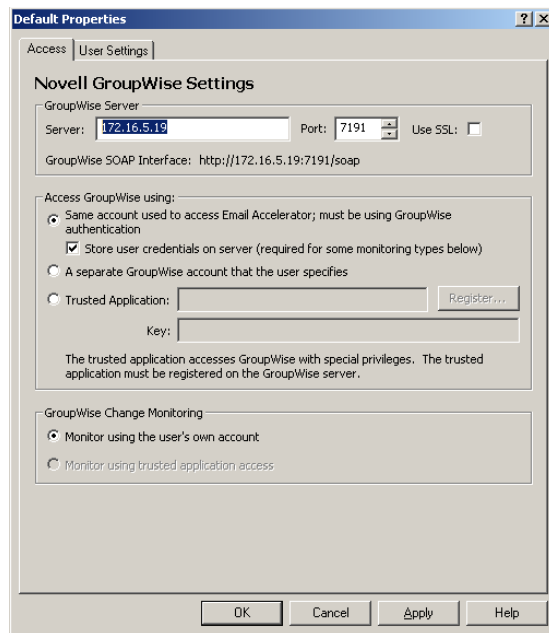 Default Properties
Access User Settings
Novell GroupWise Settings
GroupWise Server
Server: 172.16.5.19 Port: 7191 Use SSL:
GroupWise SOAP Interface: http://172.16.5.19:7191/soap
Access GroupWise using:
Same account used to access Email Accelerator; must be using GroupWise
authentication
Store user credentials on server (required for some monitoring types below)
A separate GroupWise account that the user specifies
Trusted Application: Register...
Key:
The trusted application accesses GroupWise with special privileges. The trusted
application must be registered on the GroupWise server.
GroupWise Change Monitoring
Monitor using the user's own account
Monitor using trusted application access
OK Cancel Apply Help